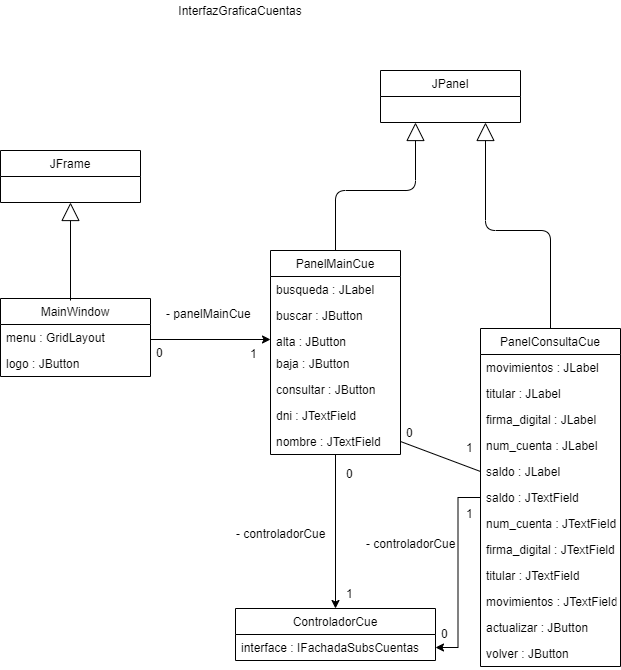 InterfazGraficaCuentas
JPanel
JFrame
PanelMainCue
busqueda : JLabel
buscar : JButton
alta : JButton
baja : JButton
consultar : JButton
dni : JTextField
nombre : JTextField
MainWindow
menu : GridLayout
logo : JButton
- panelMainCue
0
1
PanelConsultaCue
movimientos : JLabel
titular : JLabel
firma_digital : JLabel
num_cuenta : JLabel
saldo : JLabel
saldo : JTextField
num_cuenta : JTextField
firma_digital : JTextField
titular : JTextField
movimientos : JTextField
actualizar : JButton
volver : JButton
0
1
0
- controladorCue
1
1
- controladorCue
0
ControladorCue
interface : IFachadaSubsCuentas